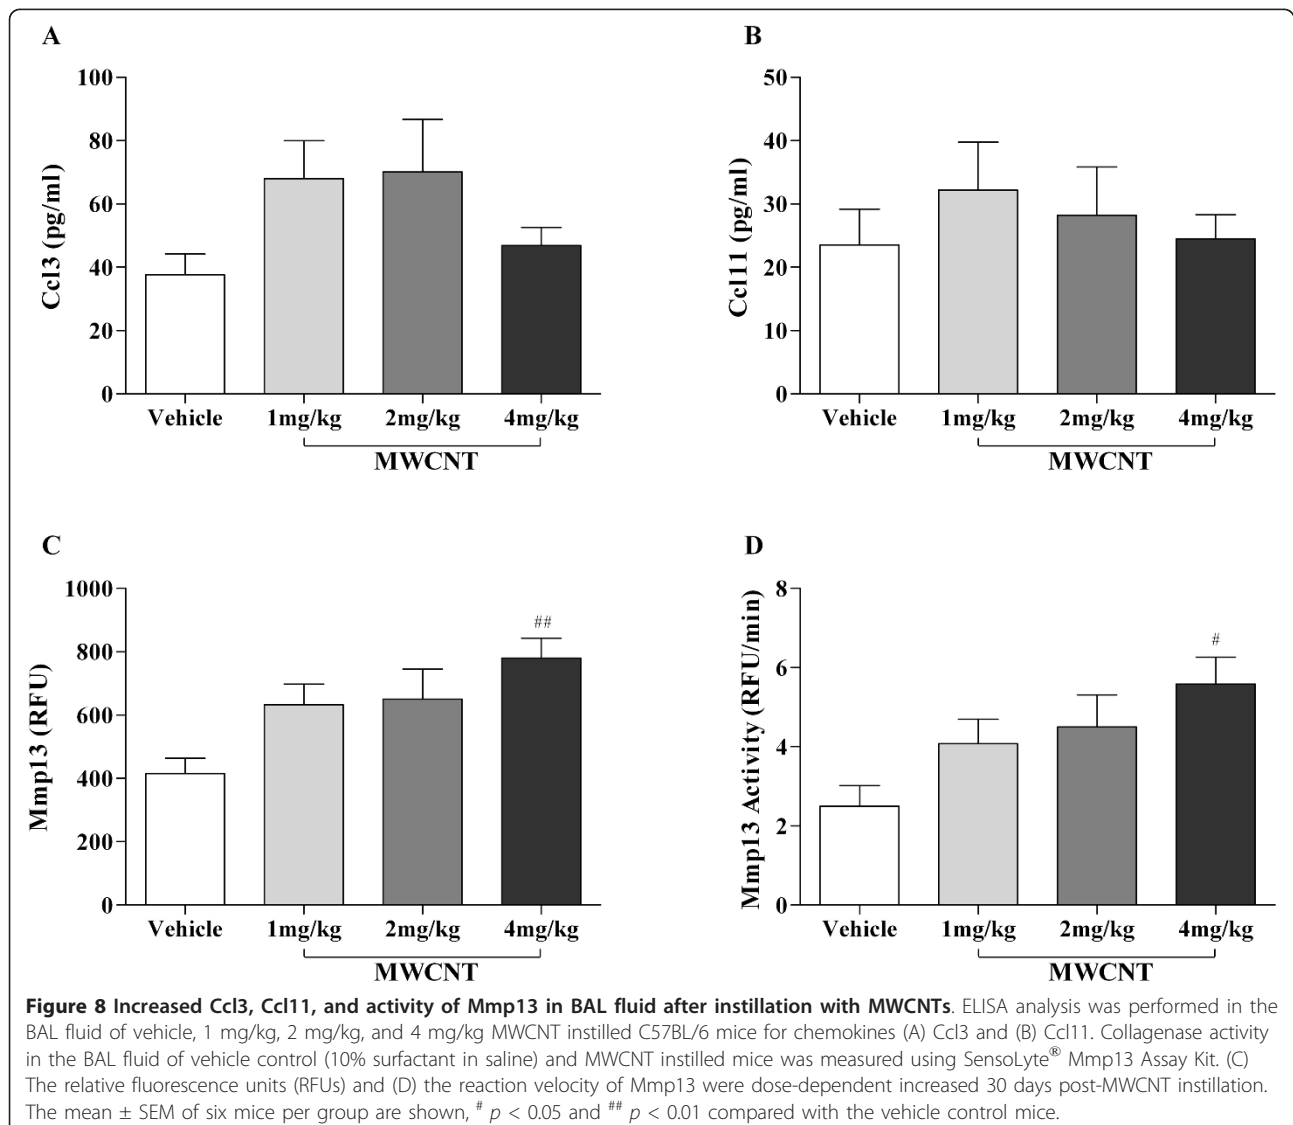 A
Ccl3 (pg/ml)
100
80
60
40
20
0
Vehicle 1mg/kg 2mg/kg 4mg/kg
MWCNT
B
Ccl11 (pg/ml)
50
40
30
20
10
0
Vehicle 1mg/kg 2mg/kg 4mg/kg
MWCNT
C
Mmp13 (RFU)
1000
800
600
400
200
0
##
Vehicle 1mg/kg 2mg/kg 4mg/kg
MWCNT
D
Mmp13 Activity (RFU/min)
8
6
4
2
0
#
Vehicle 1mg/kg 2mg/kg 4mg/kg
MWCNT
Figure 8 Increased Ccl3, Ccl11, and activity of Mmp13 in BAL fluid after instillation with MWCNTs. ELISA analysis was performed in the
BAL fluid of vehicle, 1 mg/kg, 2 mg/kg, and 4 mg/kg MWCNT instilled C57BL/6 mice for chemokines (A) Ccl3 and (B) Ccl11. Collagenase activity
in the BAL fluid of vehicle control (10% surfactant in saline) and MWCNT instilled mice was measured using SensoLyte® Mmp13 Assay Kit. (C)
The relative fluorescence units (RFUs) and (D) the reaction velocity of Mmp13 were dose-dependent increased 30 days post-MWCNT instillation.
The mean ± SEM of six mice per group are shown, # p < 0.05 and ## p < 0.01 compared with the vehicle control mice.